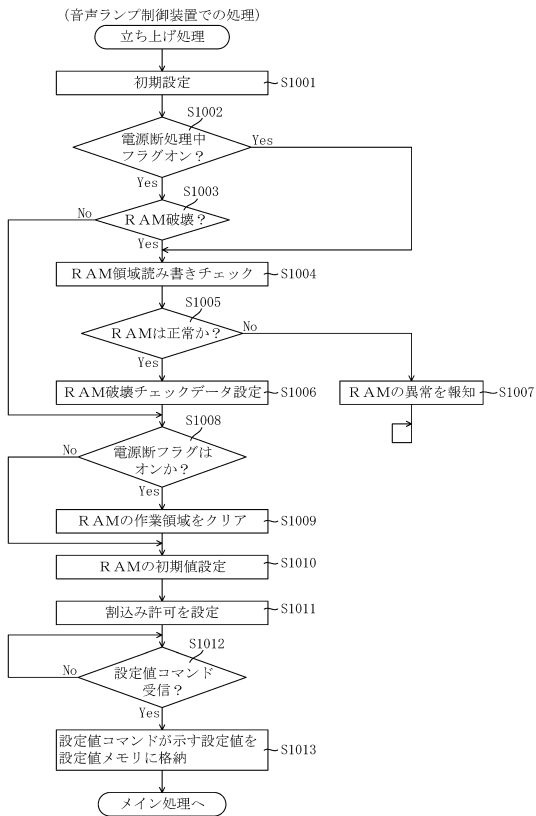 (音声ランプ制御装置での処理)
立ち上げ処理
初期設定
S1001
S1002
電源断処理中
フラグオン？
Yes
Yes
S1003
RAM破壊？
No
Yes
RAM領域読み書きチェック
S1004
S1005
RAMは正常か？
No
Yes
RAM破壊チェックデータ設定
S1006
RAMの異常を報知
S1007
S1008
電源断フラグは
オンか？
No
Yes
RAMの作業領域をクリア
S1009
RAMの初期値設定
S1010
割込み許可を設定
S1011
S1012
設定値コマンド
受信？
No
Yes
設定値コマンドが示す設定値を
設定値メモリに格納
S1013
メイン処理へ